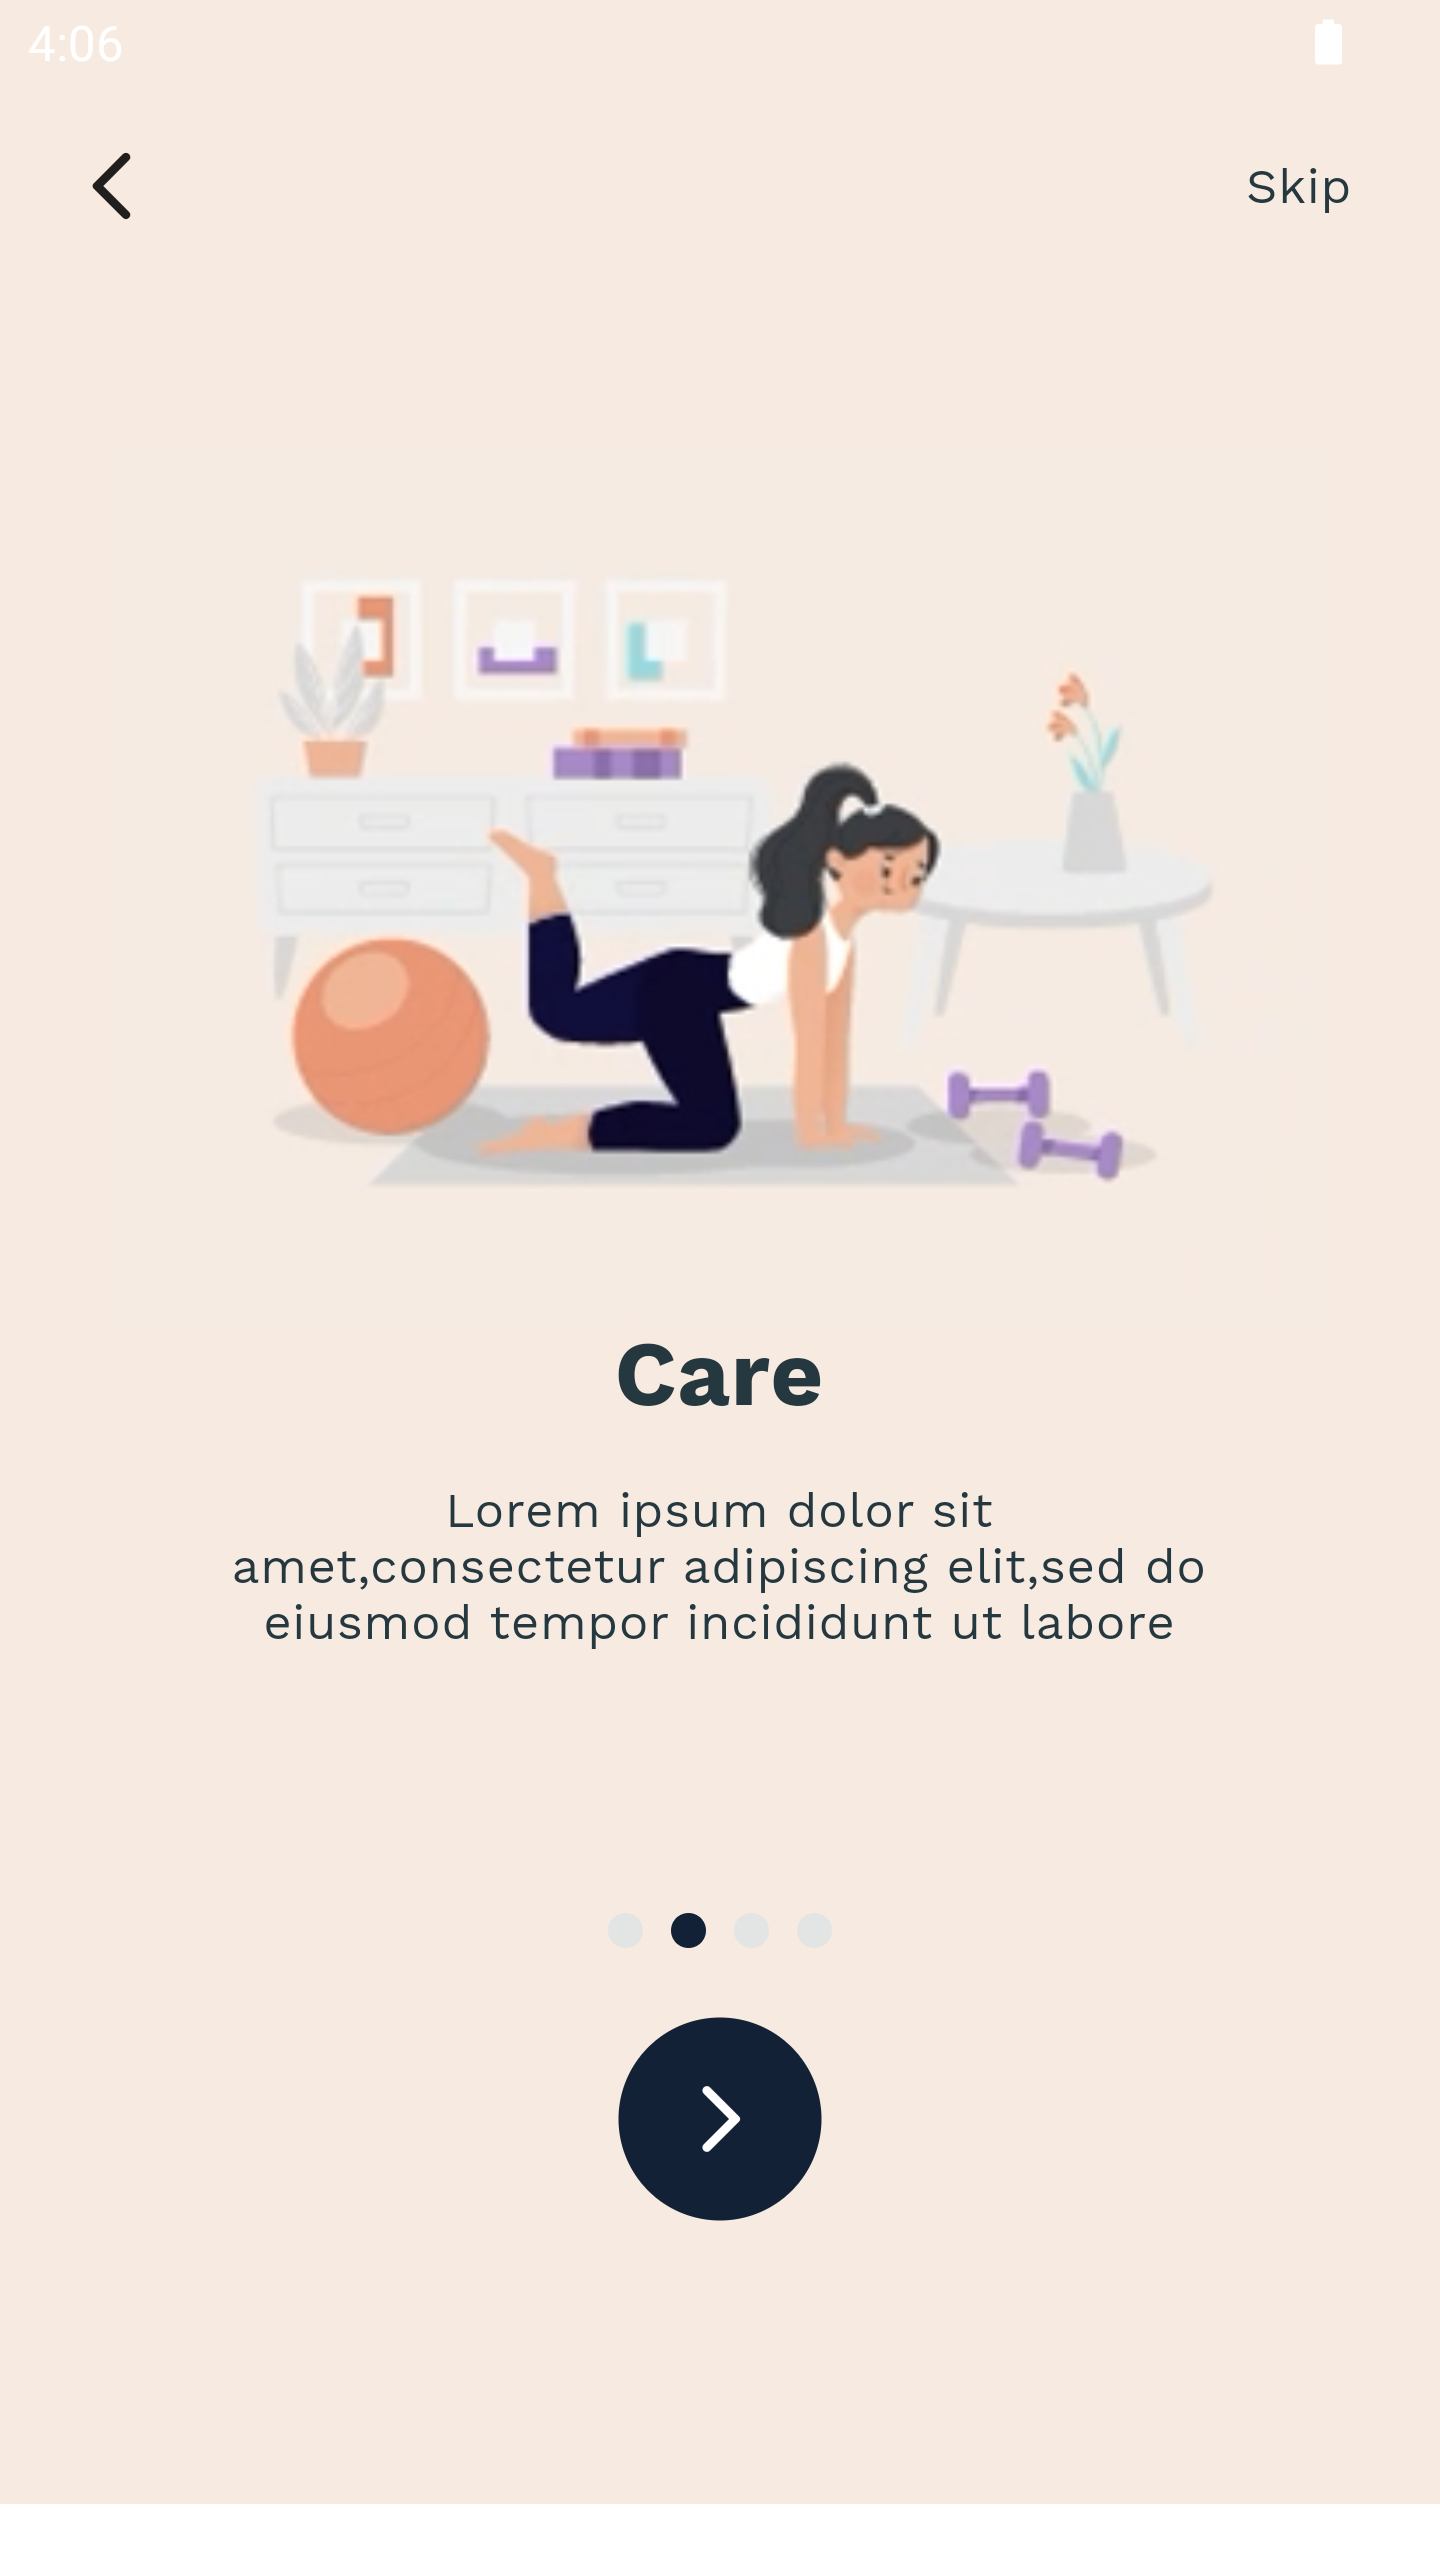 4:06
Skip
Care
Lorem ipsum dolor sit
amet,consectetur adipiscing elit,sed do
eiusmod tempor incididunt ut labore